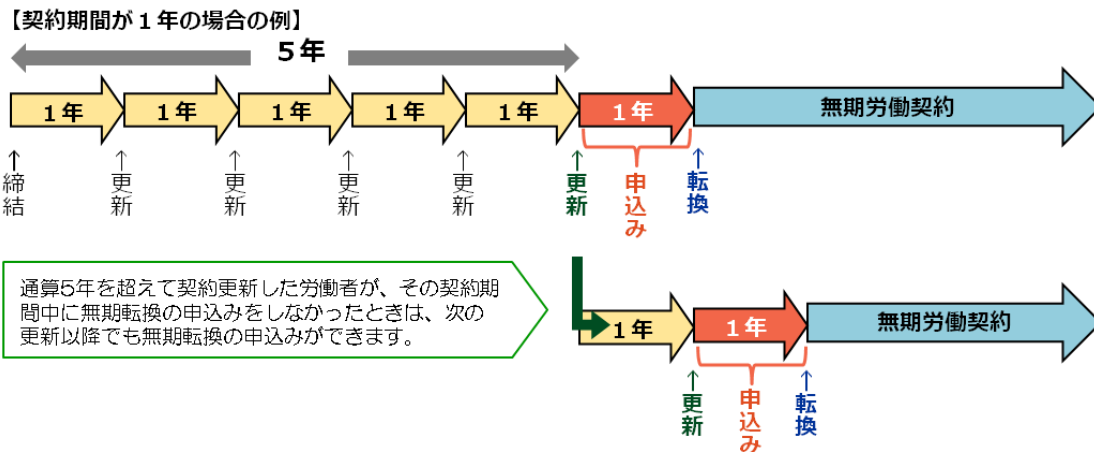 【契約期間が１年の場合の例】
５年
１年
１年
１年
１年
１年
１年
無期労働契約
↑締結
↑更新
↑更新
↑更新
↑更新
↑更新
申込み
↑転換
通算5年を超えて契約更新した労働者が、その契約期
間中に無期転換の申込みをしなかったときは、次の
更新以降でも無期転換の申込みができます。
１年
１年
無期労働契約
↑更新
申込み
↑転換